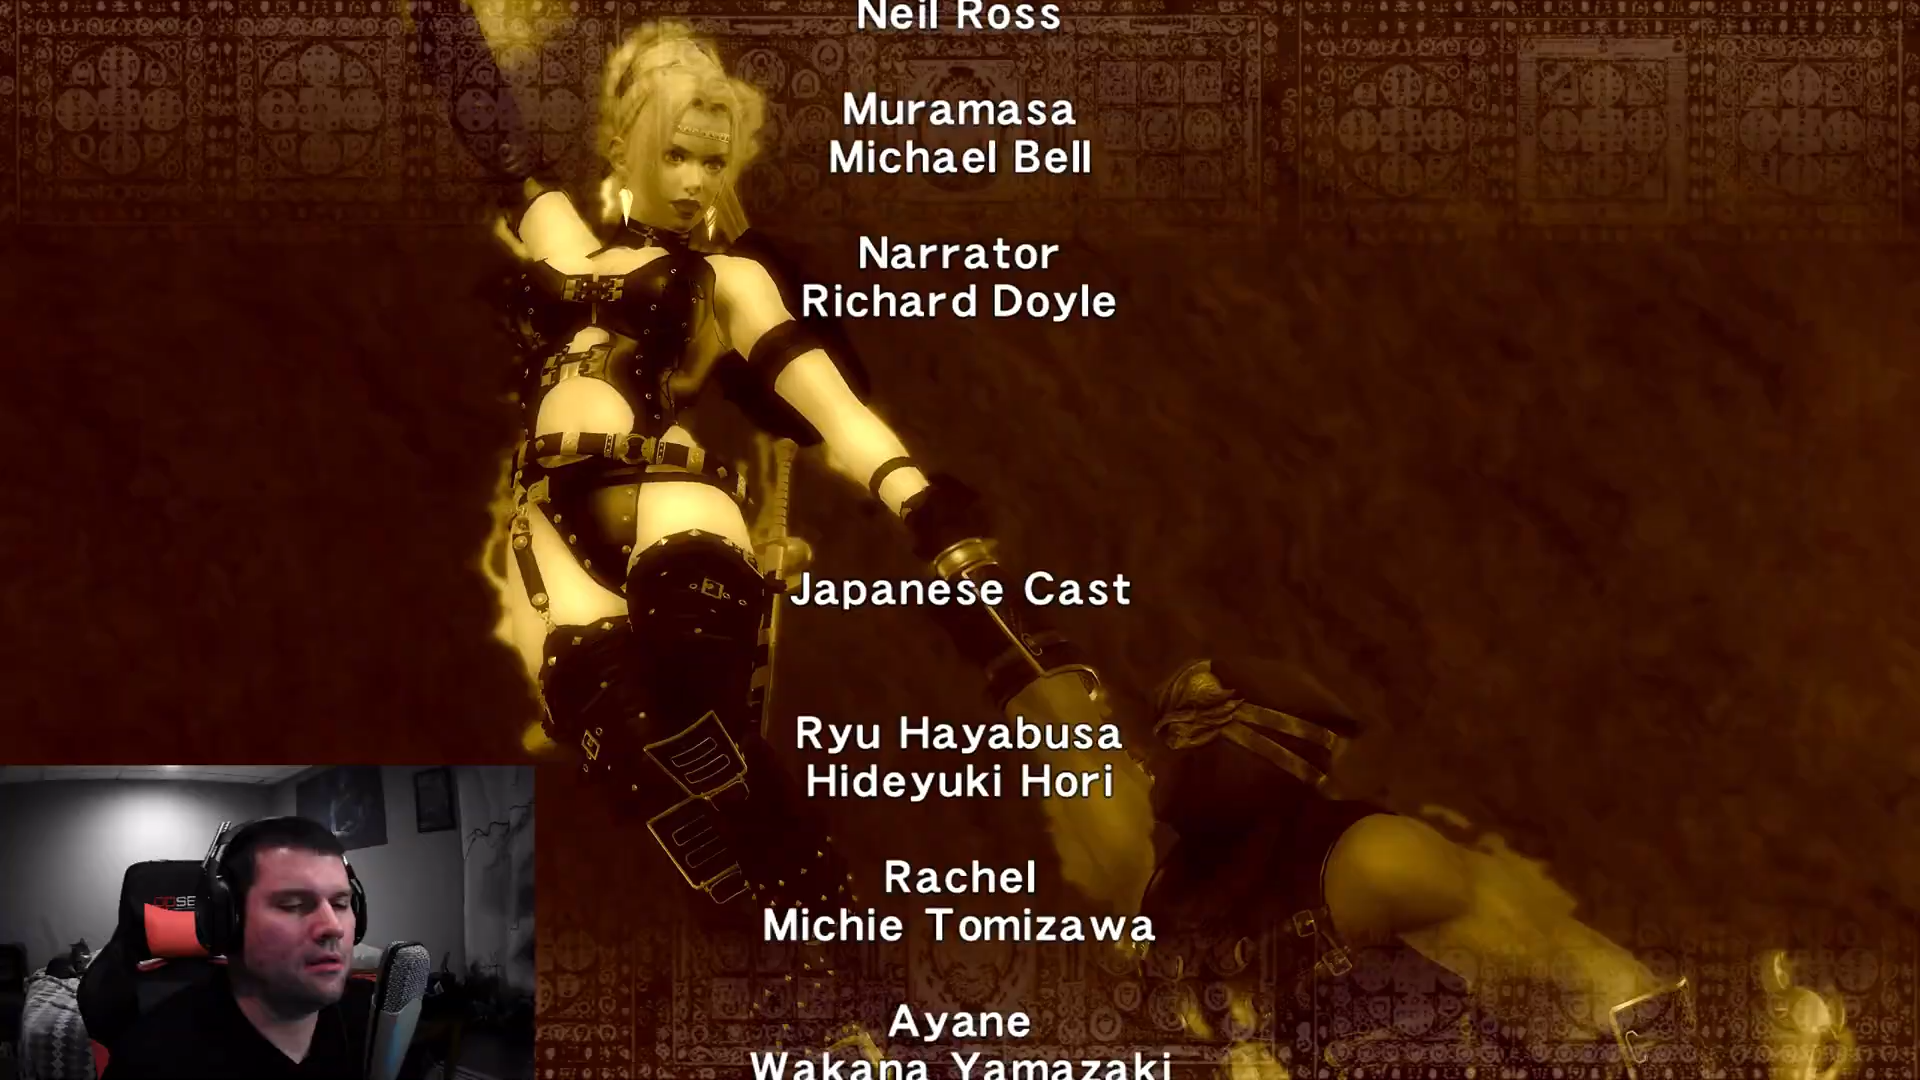 Neil Ross
Muramasa
Michael Bell
Narrator
Richard Doyle
Japanese Cast
Ryu Hayabusa
Hideyuki Hori
Rachel
Michie Tomizawa
Ayane
Wakana Yamazaki